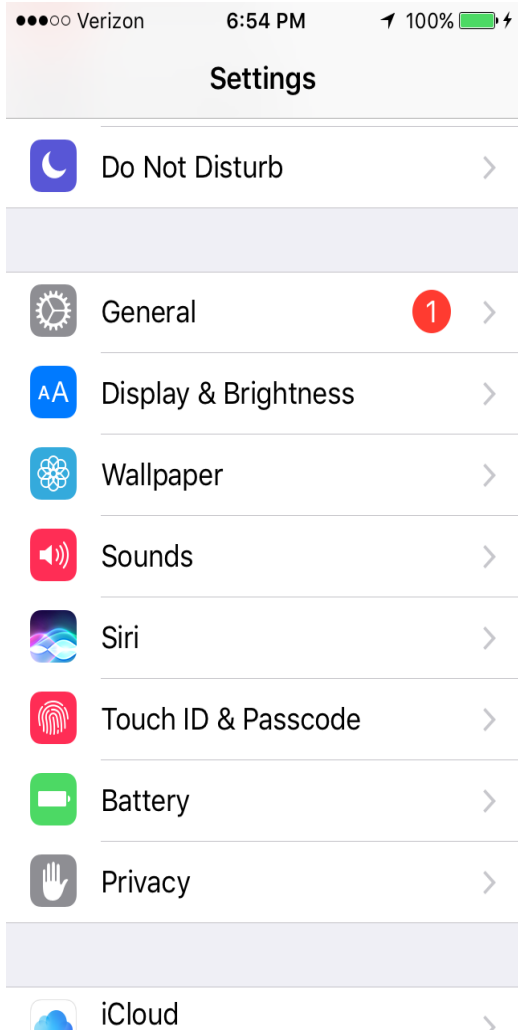 Verizon 6:54 PM 100%
Settings
Do Not Disturb
General 1
AA Display & Brightness
Wallpaper
Sounds
Siri
Touch ID & Passcode
Battery
Privacy
iCloud